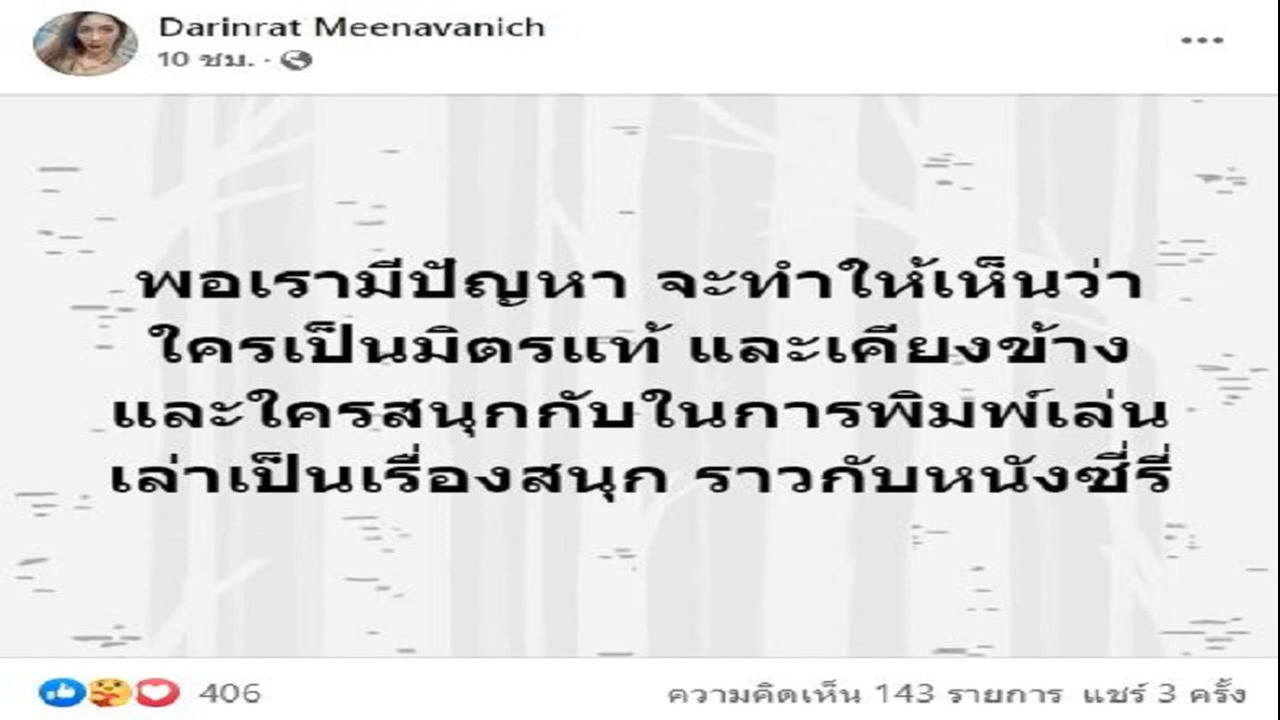 Darinrat Meenavanich
10 ชม. ·
พอเรามีปัญหา จะทำให้เห็นว่า
ใครเป็นมิตรแท้ และเคียงข้าง
และใครสนุกกับในการพิมพ์เล่น
เล่าเป็นเรื่องสนุก ราวกับหนังซี่รี่
406 ความคิดเห็น 143 รายการ แชร์ 3 ครั้ง